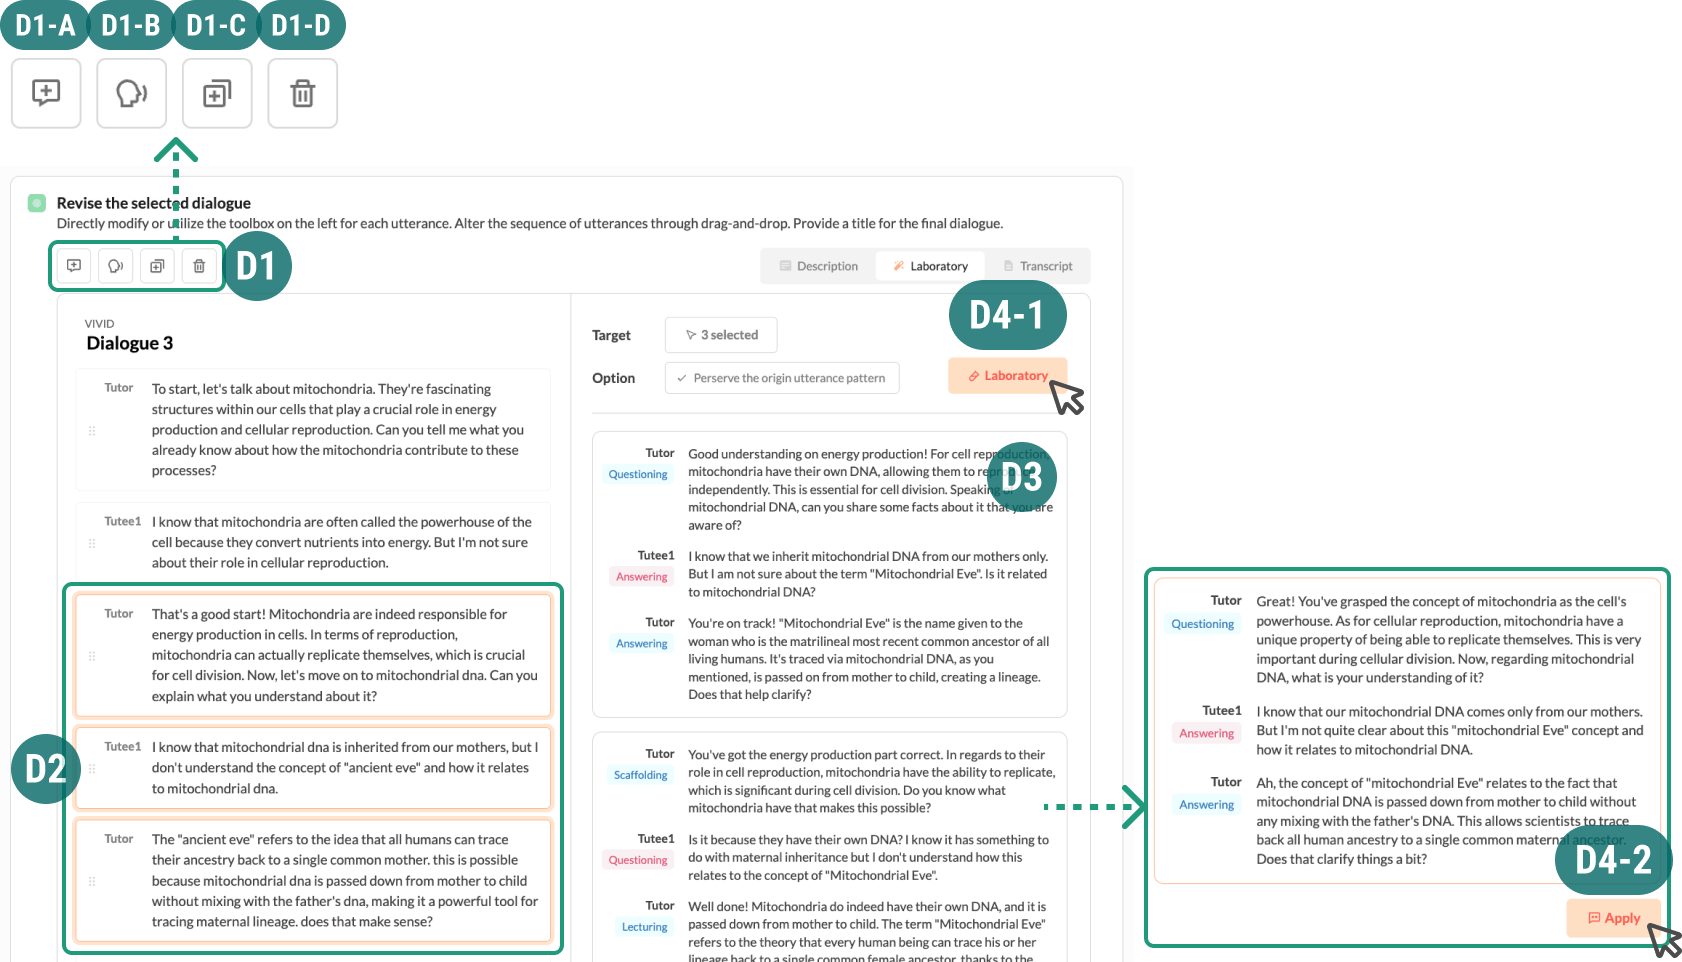 D1-A D1-B D1-C D1-D
Revise the selected dialogue
Directly modify or utilize the toolbox on the left for each utterance. Alter the sequence of utterances through drag-and-drop. Provide a title for the final dialogue.
D1
Description Laboratory Transcript
VIVID
Dialogue 3
Tutor To start, let's talk about mitochondria. They're fascinating
structures within our cells that play a crucial role in energy
production and cellular reproduction. Can you tell me what you
already know about how the mitochondria contribute to these
processes?
Tutee1 I know that mitochondria are often called the powerhouse of the
cell because they convert nutrients into energy. But I'm not sure
about their role in cellular reproduction.
D2
Tutor That's a good start! Mitochondria are indeed responsible for
energy production in cells. In terms of reproduction,
mitochondria can actually replicate themselves, which is crucial
for cell division. Now, let's move on to mitochondrial dna. Can you
explain what you understand about it?
Tutee1 I know that mitochondrial dna is inherited from our mothers, but I
don't understand the concept of "ancient eve" and how it relates
to mitochondrial dna.
Tutor The "ancient eve" refers to the idea that all humans can trace
their ancestry back to a single common mother. this is possible
because mitochondrial dna is passed down from mother to child
without mixing with the father's dna, making it a powerful tool for
tracing maternal lineage. does that make sense?
Target 3 selected
Option Perserve the origin utterance pattern
D4-1
Laboratory
D3
Tutor Good understanding on energy production! For cell reproduction,
Questioning mitochondria have their own DNA, allowing them to
independently. This is essential for cell division. Speaking
mitochondrial DNA, can you share some facts about it that you are
aware of?
Tutee1 I know that we inherit mitochondrial DNA from our mothers only.
Answering But I am not sure about the term "Mitochondrial Eve". Is it related
to mitochondrial DNA?
Tutor You're on track! "Mitochondrial Eve" is the name given to the
Answering woman who is the matrilineal most recent common ancestor of all
living humans. It's traced via mitochondrial DNA, as you
mentioned, is passed on from mother to child, creating a lineage.
Does that help clarify?
Tutor You've got the energy production part correct. In regards to their
Scaffolding role in cell reproduction, mitochondria have the ability to replicate,
which is significant during cell division. Do you know what
mitochondria have that makes this possible?
Tutee1 Is it because they have their own DNA? I know it has something to
Questioning do with maternal inheritance but I don't understand how this
relates to the concept of "Mitochondrial Eve".
Tutor Well done! Mitochondria do indeed have their own DNA, and it is
Lecturing passed down from mother to child. The term "Mitochondrial Eve"
refers to the theory that every human being can trace his or her
lineage back to a single common female ancestor, thanks to the
Tutor Great! You've grasped the concept of mitochondria as the cell's
Questioning powerhouse. As for cellular reproduction, mitochondria have a
unique property of being able to replicate themselves. This is very
important during cellular division. Now, regarding mitochondrial
DNA, what is your understanding of it?
Tutee1 I know that our mitochondrial DNA comes only from our mothers.
Answering But I'm not quite clear about this "mitochondrial Eve" concept and
how it relates to mitochondrial DNA.
Tutor Ah, the concept of "mitochondrial Eve" relates to the fact that
Answering mitochondrial DNA is passed down from mother to child without
any mixing with the father's DNA. This allows scientists to trace
back all human ancestry to a single common maternal ancestor.
Does that clarify things a bit?
D4-2
Apply